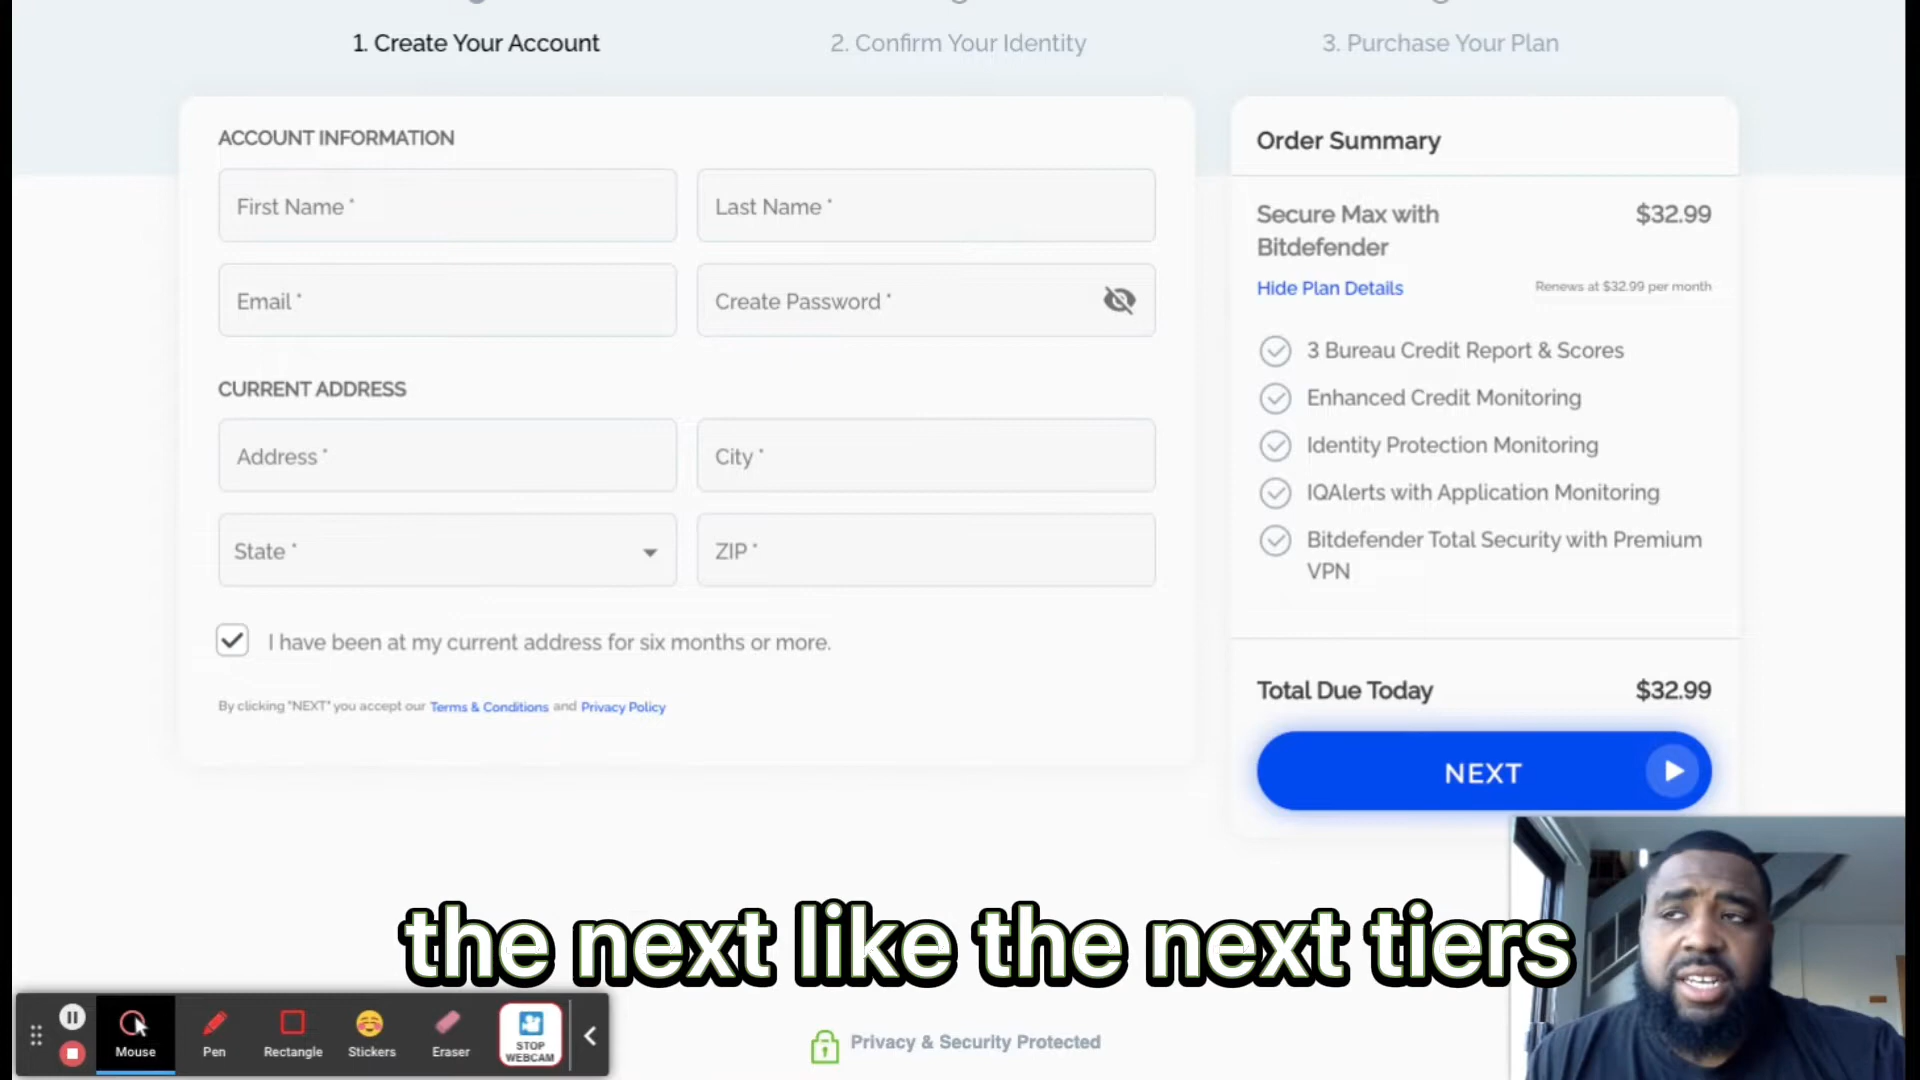 1. Create Your Account
2. Confirm Your Identity
3. Purchase Your Plan
ACCOUNT INFORMATION
First Name *
Last Name *
Email *
Create Password *
CURRENT ADDRESS
Address *
City *
State *
ZIP *
I have been at my current address for six months or more.
By clicking "NEXT" you accept our Terms & Conditions and Privacy Policy
Order Summary
Secure Max with
Bitdefender
$32.99
Hide Plan Details
Renews at $32.99 per month
3 Bureau Credit Report & Scores
Enhanced Credit Monitoring
Identity Protection Monitoring
IQAlerts with Application Monitoring
Bitdefender Total Security with Premium
VPN
Total Due Today
$32.99
NEXT
the next like the next tiers
Mouse
Pen
Rectangle
Stickers
Eraser
STOP
WEBCAM
Privacy & Security Protected